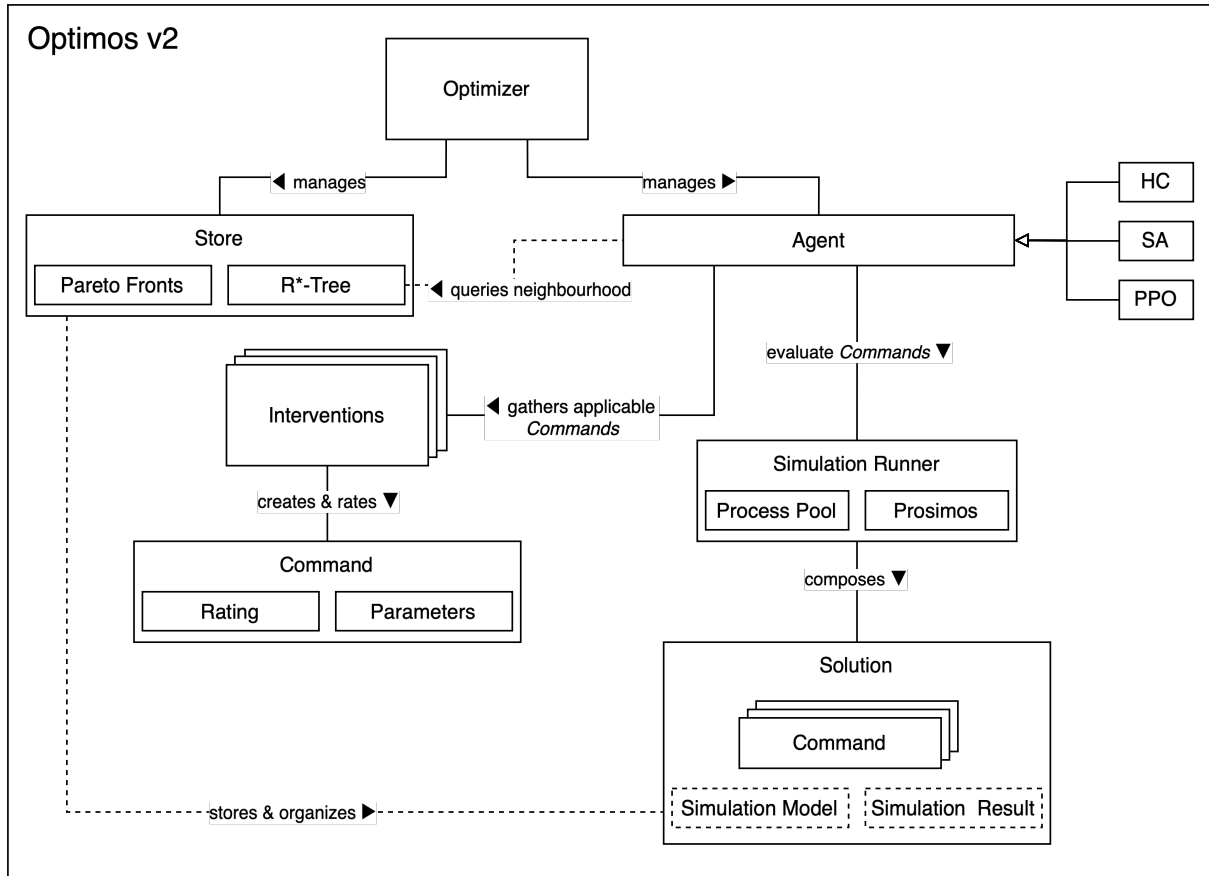 Optimos v2
Optimizer
◀ manages
manages ▶
HC
Store
Agent
SA
Pareto Fronts
R*-Tree
◀ queries neighbourhood
PPO
evaluate Commands ▼
Interventions
◀ gathers applicable
Commands
Simulation Runner
creates & rates ▼
Process Pool
Prosimos
Command
composes ▼
Rating
Parameters
Solution
Command
stores & organizes ▶
Simulation Model
Simulation Result